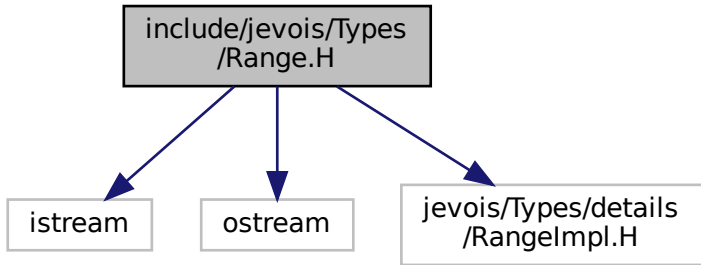 include/jevois/Types
/Range.H
istream
ostream
jevois/Types/details
/RangeImpl.H